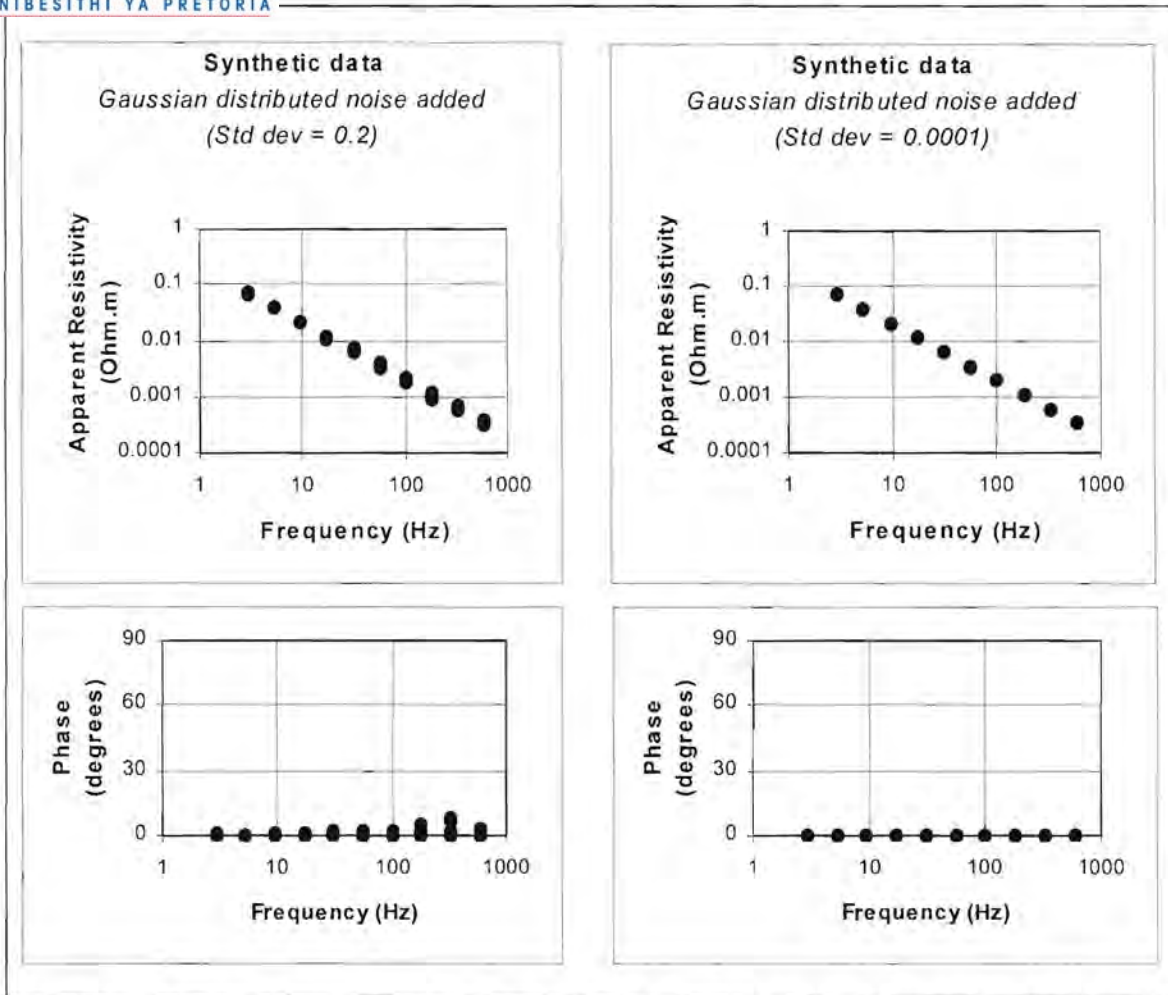 NIBESITHI YA PRETORIA
Synthetic data
Gaussian distributed noise added
(Std dev = 0.2)
Apparent Resistivity
(Ohm.m)
1
0.1
0.01
0.001
0.0001
1 10 100 1000
Frequency (Hz)
Synthetic data
Gaussian distributed noise added
(Std dev = 0.0001)
Apparent Resistivity
(Ohm.m)
1
0.1
0.01
0.001
0.0001
1 10 100 1000
Frequency (Hz)
Phase
(degrees)
90
60
30
0
1 10 100 1000
Frequency (Hz)
Phase
(degrees)
90
60
30
0
1 10 100 1000
Frequency (Hz)